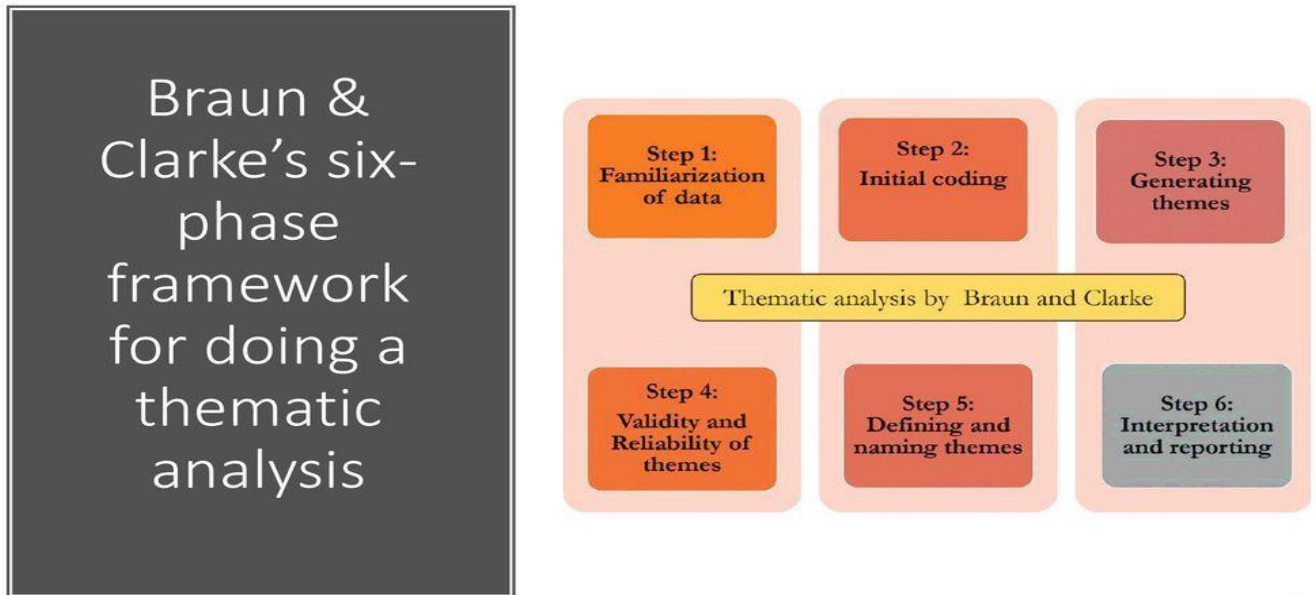 Braun &
Clarke’s six-
phase
framework
for doing a
thematic
analysis
Step 1:
Familiarization
of data
Step 2:
Initial coding
Step 3:
Generating
themes
Thematic analysis by Braun and Clarke
Step 4:
Validity and
Reliability of
themes
Step 5:
Defining and
naming themes
Step 6:
Interpretation
and reporting